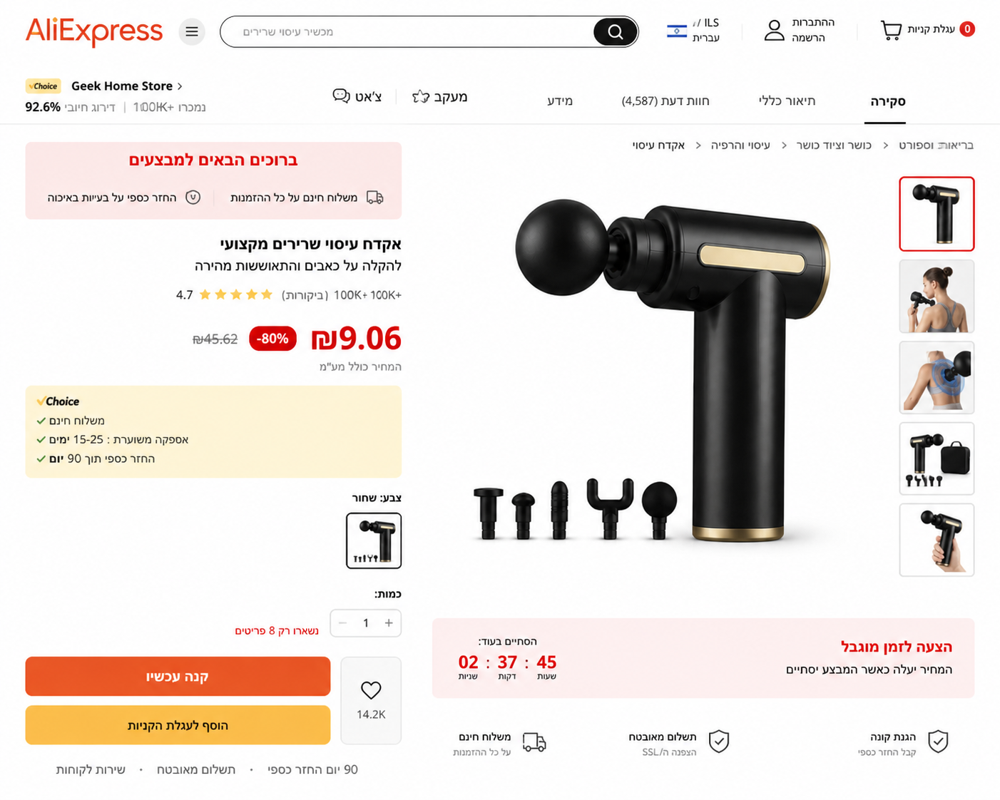 AliExpress
מכשיר עיסוי שרירים
/ ILS
עברית
ההתחברות
הרשמה
עגלת קניות 0
Choice Geek Home Store >
92.6% דירוג חיובי | נמכרו +100K
צ'אט
מעקב
מידע
חוות דעת (4,587)
תיאור כללי
סקירה
בריאות וספורט > כושר וציוד כושר > עיסוי והרפיה > אקדח עיסוי
ברוכים הבאים למבצעים
משלוח חינם על כל ההזמנות
החזר כספי על בעיות באיכוה
אקדח עיסוי שרירים מקצועי
להקלה על כאבים והתאוששות מהירה
4.7 (ביקורות) 100K+ 100K+
₪9.06 -80% ₪45.62
המחיר כולל מע"מ
Choice
משלוח חינם
אספקה משוערת : 15-25 ימים
החזר כספי תוך 90 יום
צבע: שחור
כמות:
− 1 +
נשארו רק 8 פריטים
קנה עכשיו
הוסף לעגלת הקניות
14.2K
90 יום החזר כספי • תשלום מאובטח • שירות לקוחות
הצעה לזמן מוגבל
המחיר יעלה כאשר המבצע יסתיים
הסתיים בעוד:
02 : 37 : 45
שניות דקות שעות
הגנת קונה
קבל החזר כספי
תשלום מאובטח
הצפנה ה/SSL
משלוח חינם
על כל ההזמנות